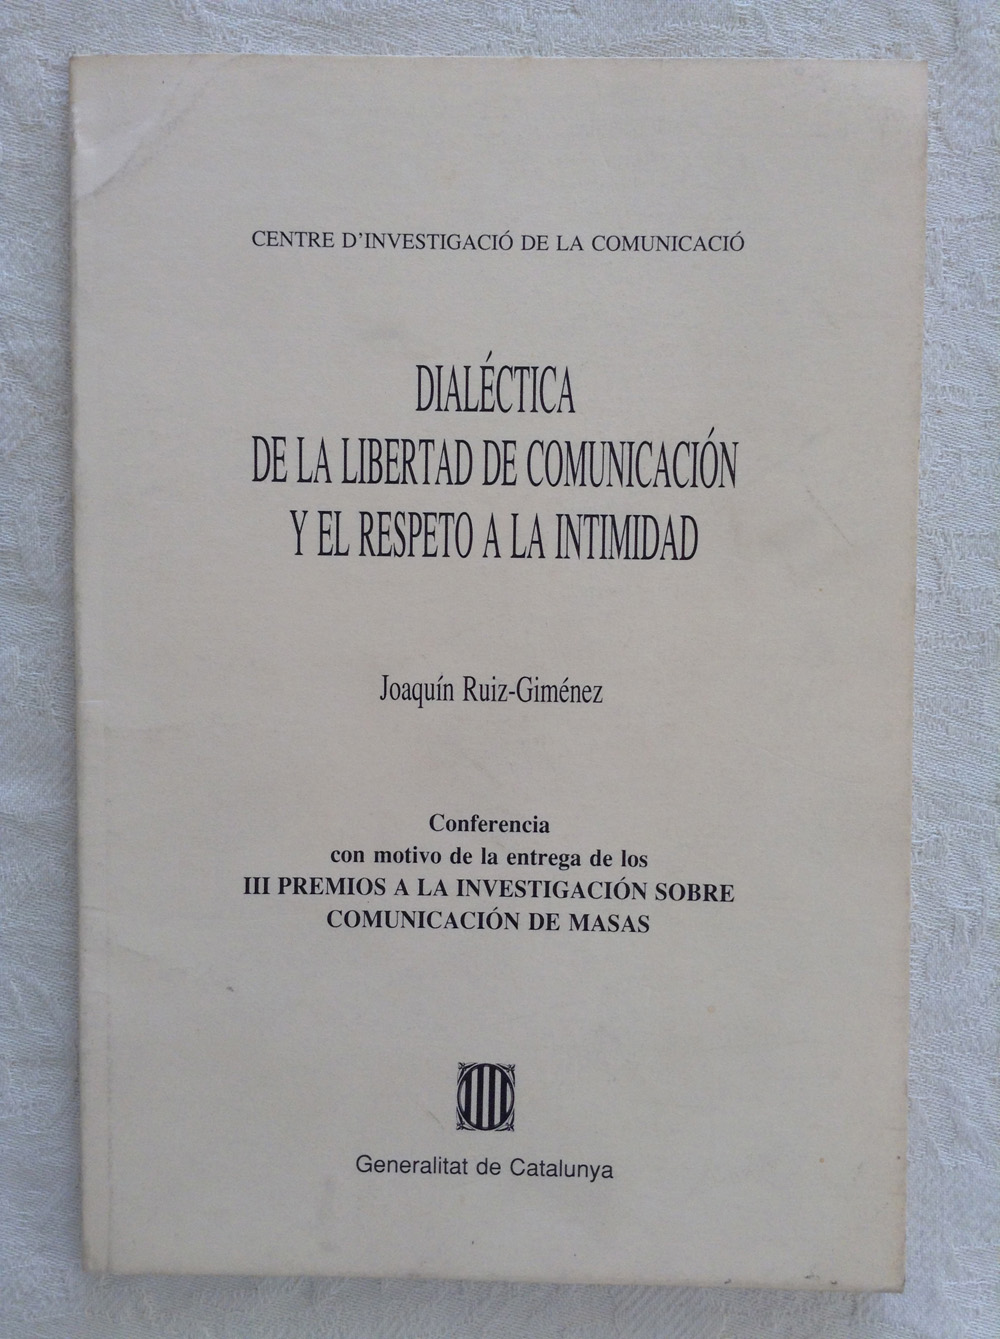 CENTRE D'INVESTIGACIÓ DE LA COMUNICACIÓ
DIALÉCTICA
DE LA LIBERTAD DE COMUNICACIÓN
Y EL RESPETO A LA INTIMIDAD
Joaquín Ruiz-Giménez
Conferencia
con motivo de la entrega de los
III PREMIOS A LA INVESTIGACIÓN SOBRE
COMUNICACIÓN DE MASAS
Generalitat de Catalunya